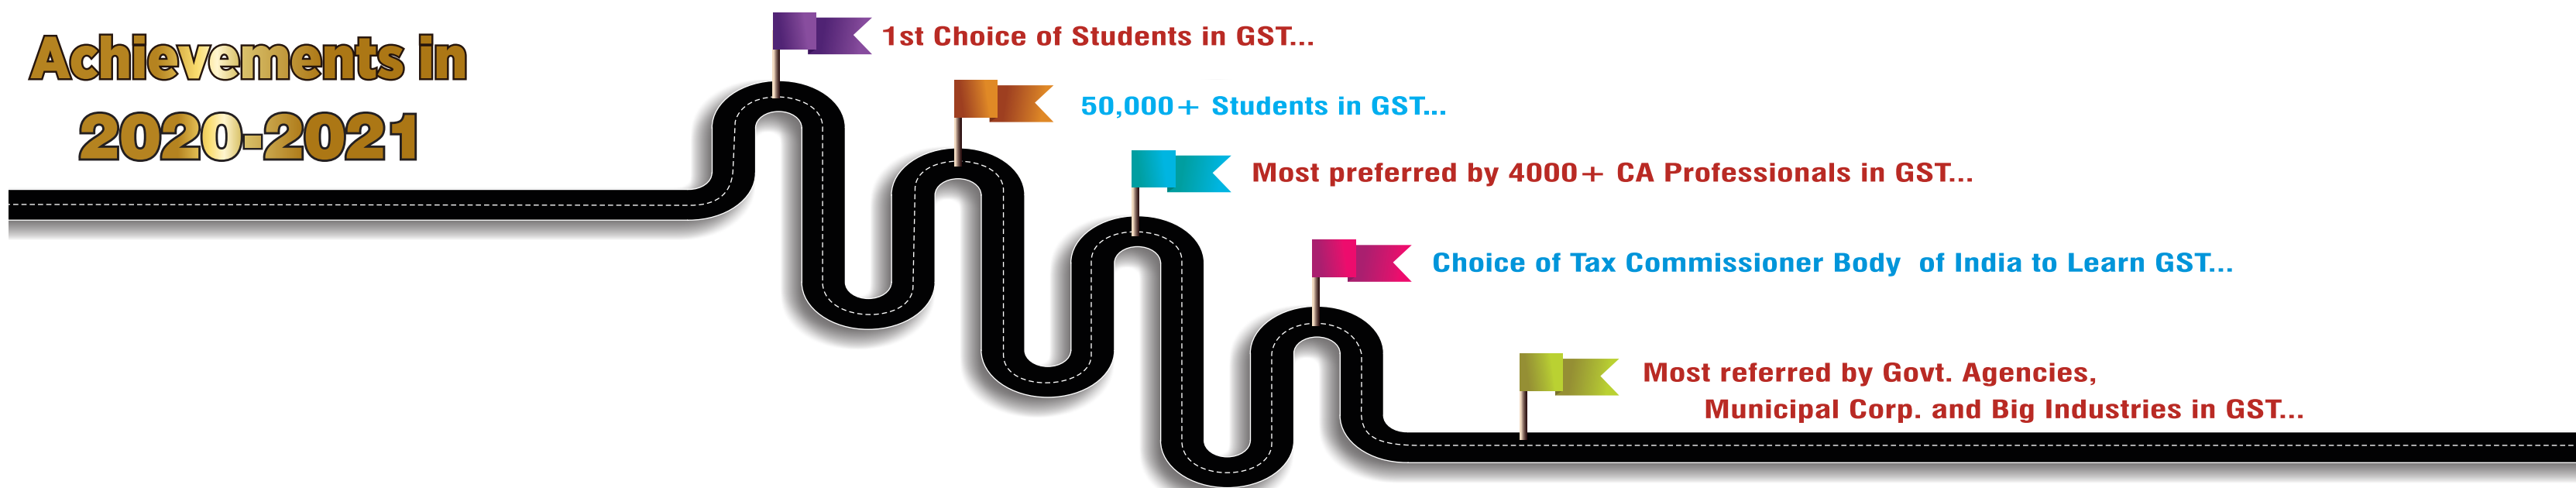 Achievements in
2020-2021
1st Choice of Students in GST...
50,000+ Students in GST...
Most preferred by 4000+ CA Professionals in GST...
Choice of Tax Commissioner Body of India to Learn GST...
Most referred by Govt. Agencies,
Municipal Corp. and Big Industries in GST...